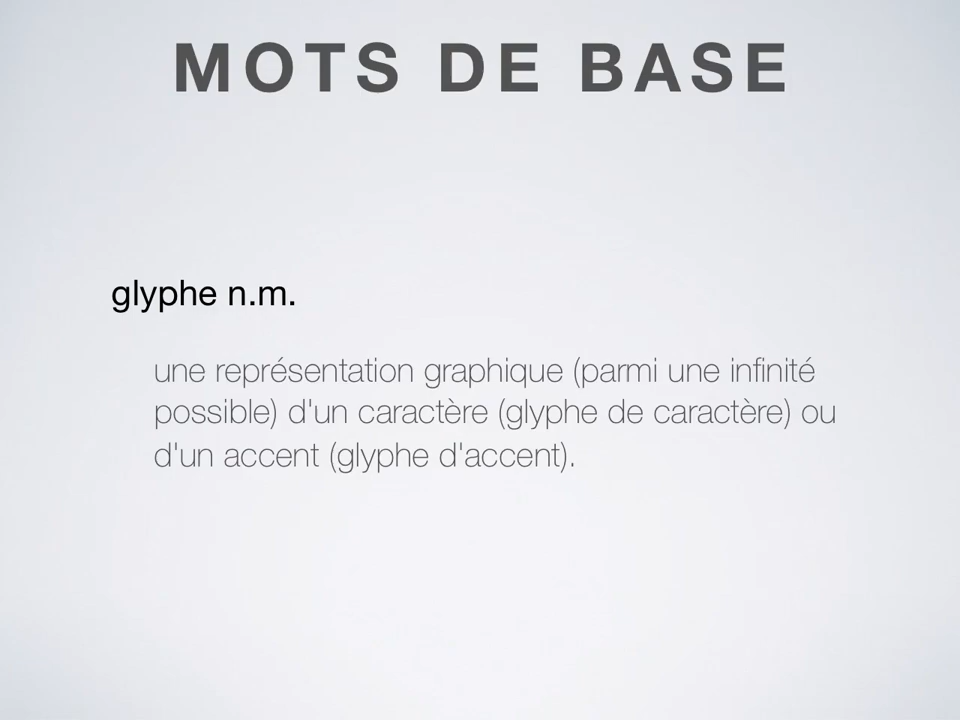 MOTS DE BASE
glyphe n.m.
une représentation graphique (parmi une infinité
possible) d'un caractère (glyphe de caractère) ou
d'un accent (glyphe d'accent).